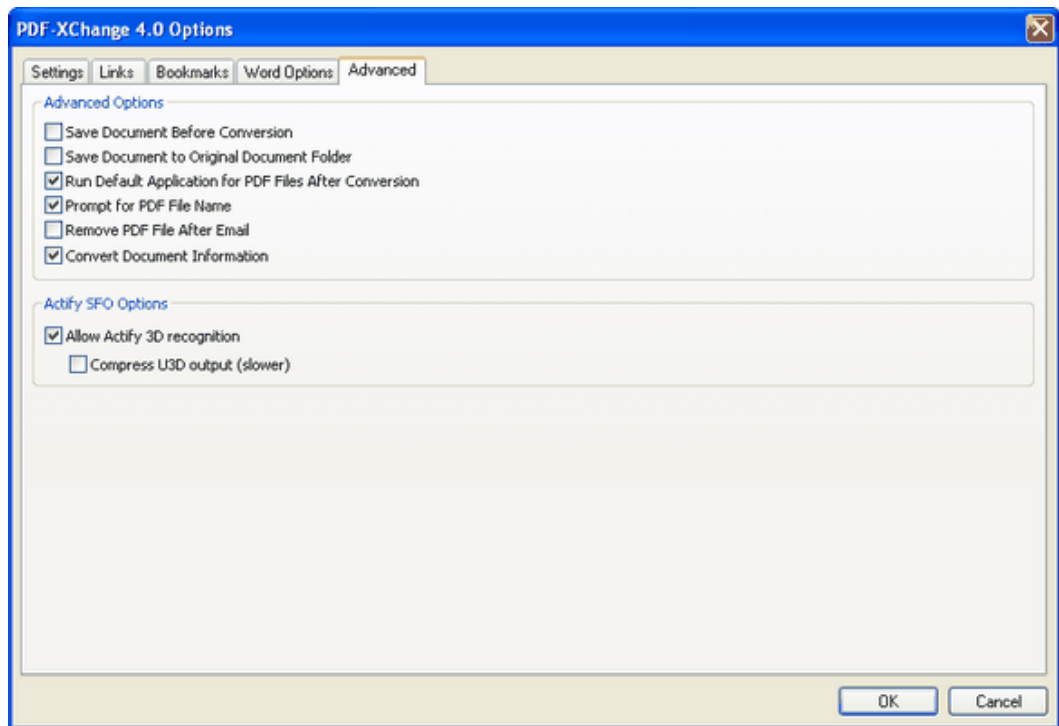 PDF-XChange 4.0 Options
Settings Links Bookmarks Word Options Advanced
Advanced Options
Save Document Before Conversion
Save Document to Original Document Folder
Run Default Application for PDF Files After Conversion
Prompt for PDF File Name
Remove PDF File After Email
Convert Document Information
Actify SFO Options
Allow Actify 3D recognition
Compress U3D output (slower)
OK Cancel